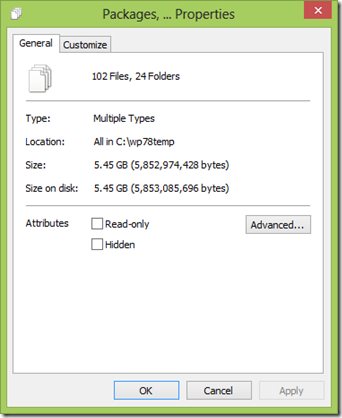 Packages, ... Properties
General Customize
102 Files, 24 Folders
Type: Multiple Types
Location: All in C:\wp78temp
Size: 5.45 GB (5,852,974,428 bytes)
Size on disk: 5.45 GB (5,853,085,696 bytes)
Attributes Read-only Advanced...
Hidden
OK Cancel Apply